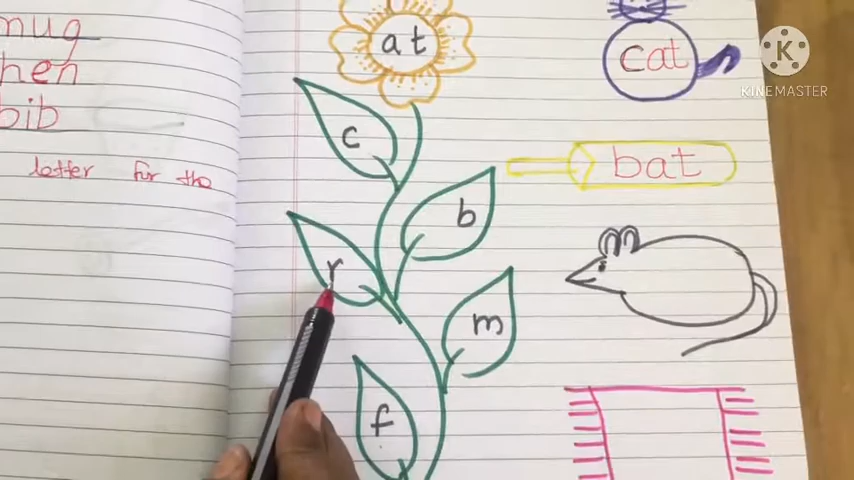 mug
hen
bib
letter for the
at
c
b
r
m
f
cat
bat
K
KINEMASTER